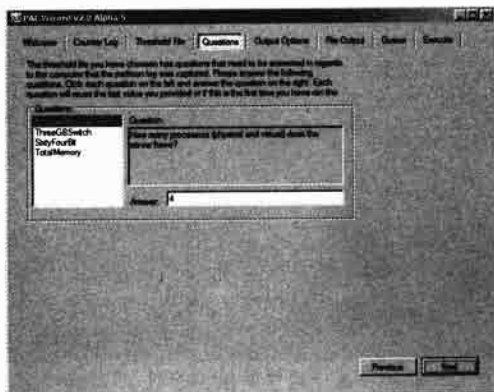 PAL Wizard v2.0 Alpha 5
Welcome
Counter Log
Threshold File
Questions
Output Options
File Output
Queue
Execute
The threshold file you have choosen has questions that need to be answered in regards
to the computer that the perfmon log was captured. Please answer the following
questions. Click each question on the left and answer the question on the right. Each
question will
the last value you provided or if this is the first time you have ran the
Questions
ThreeGBSwitch
SixtyFourBit
TotalMemory
Question
How many processors (physical and virtual) does the
server have?
Answer:
4
Previous
Next